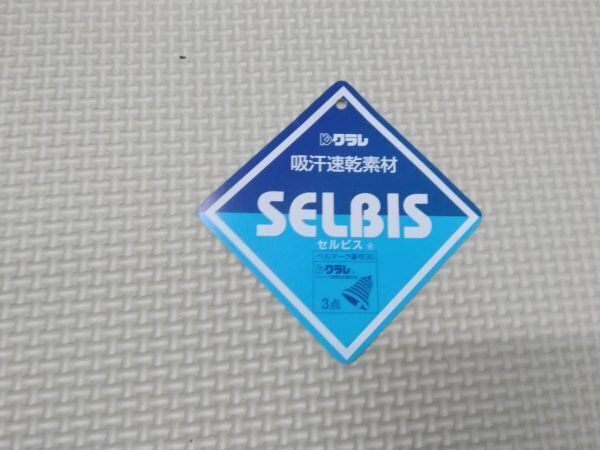 クラレ
吸汗速乾素材
SELBIS
セルビス ®
ベルマーク番号30
クラレ
3点